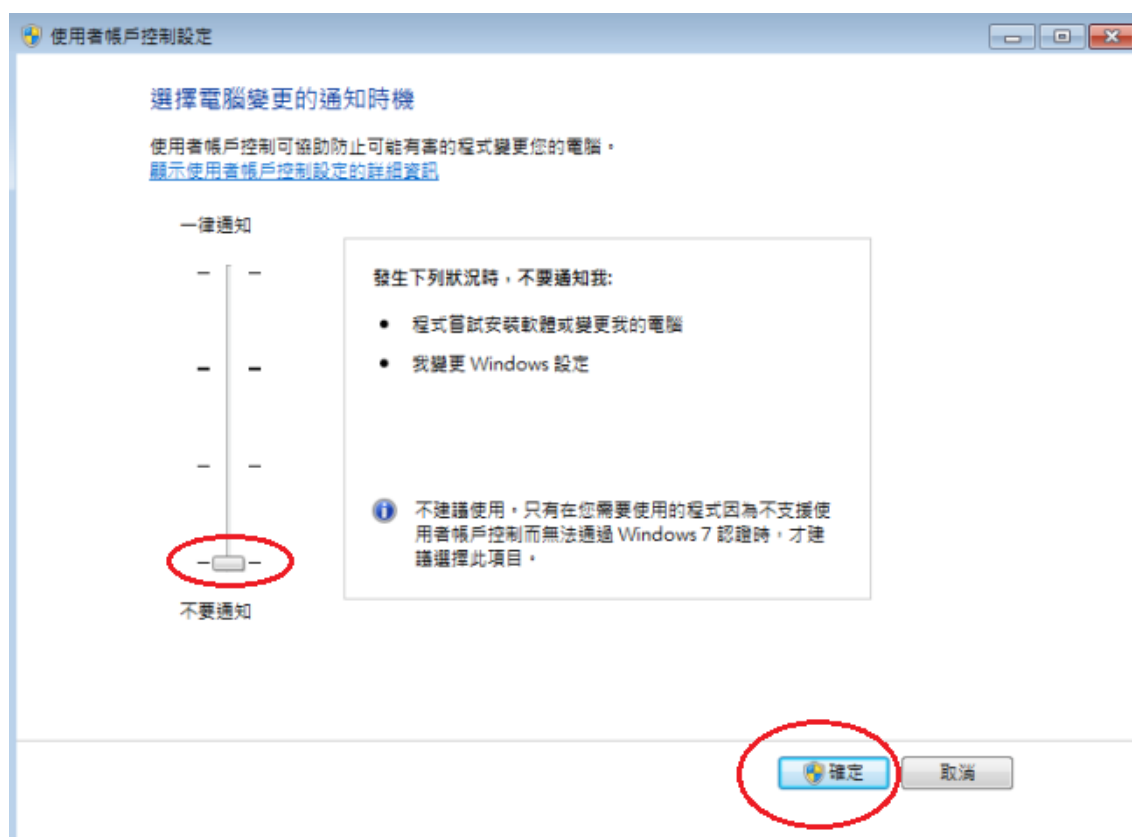 使用者帳戶控制設定
選擇電腦變更的通知時機
使用者帳戶控制可協助防止可能有害的程式變更您的電腦。
顯示使用者帳戶控制設定的詳細資訊
一律通知
發生下列狀況時，不要通知我:
• 程式嘗試安裝軟體或變更我的電腦
• 我變更 Windows 設定
不建議使用。只有在您需要使用的程式因為不支援使
用者帳戶控制而無法通過 Windows 7 認證時，才建
議選擇此項目。
不要通知
確定
取消